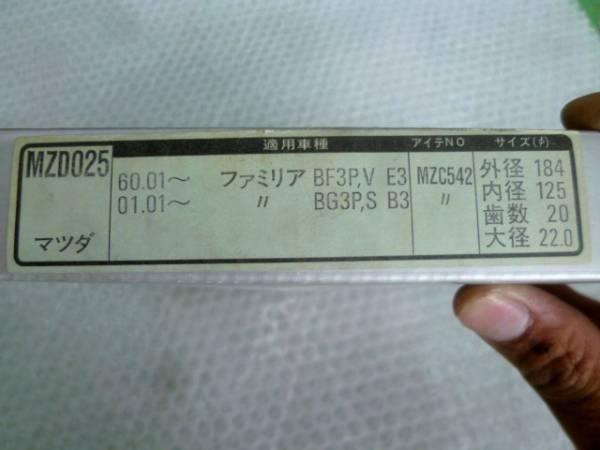 適用車種 アイテNO サイズ(φ)
MZD025
60.01〜 ファミリア BF3P,V E3 MZC542 外径 184
01.01〜 〃 BG3P,S B3 〃 内径 125
歯数 20
マツダ 大径 22.0